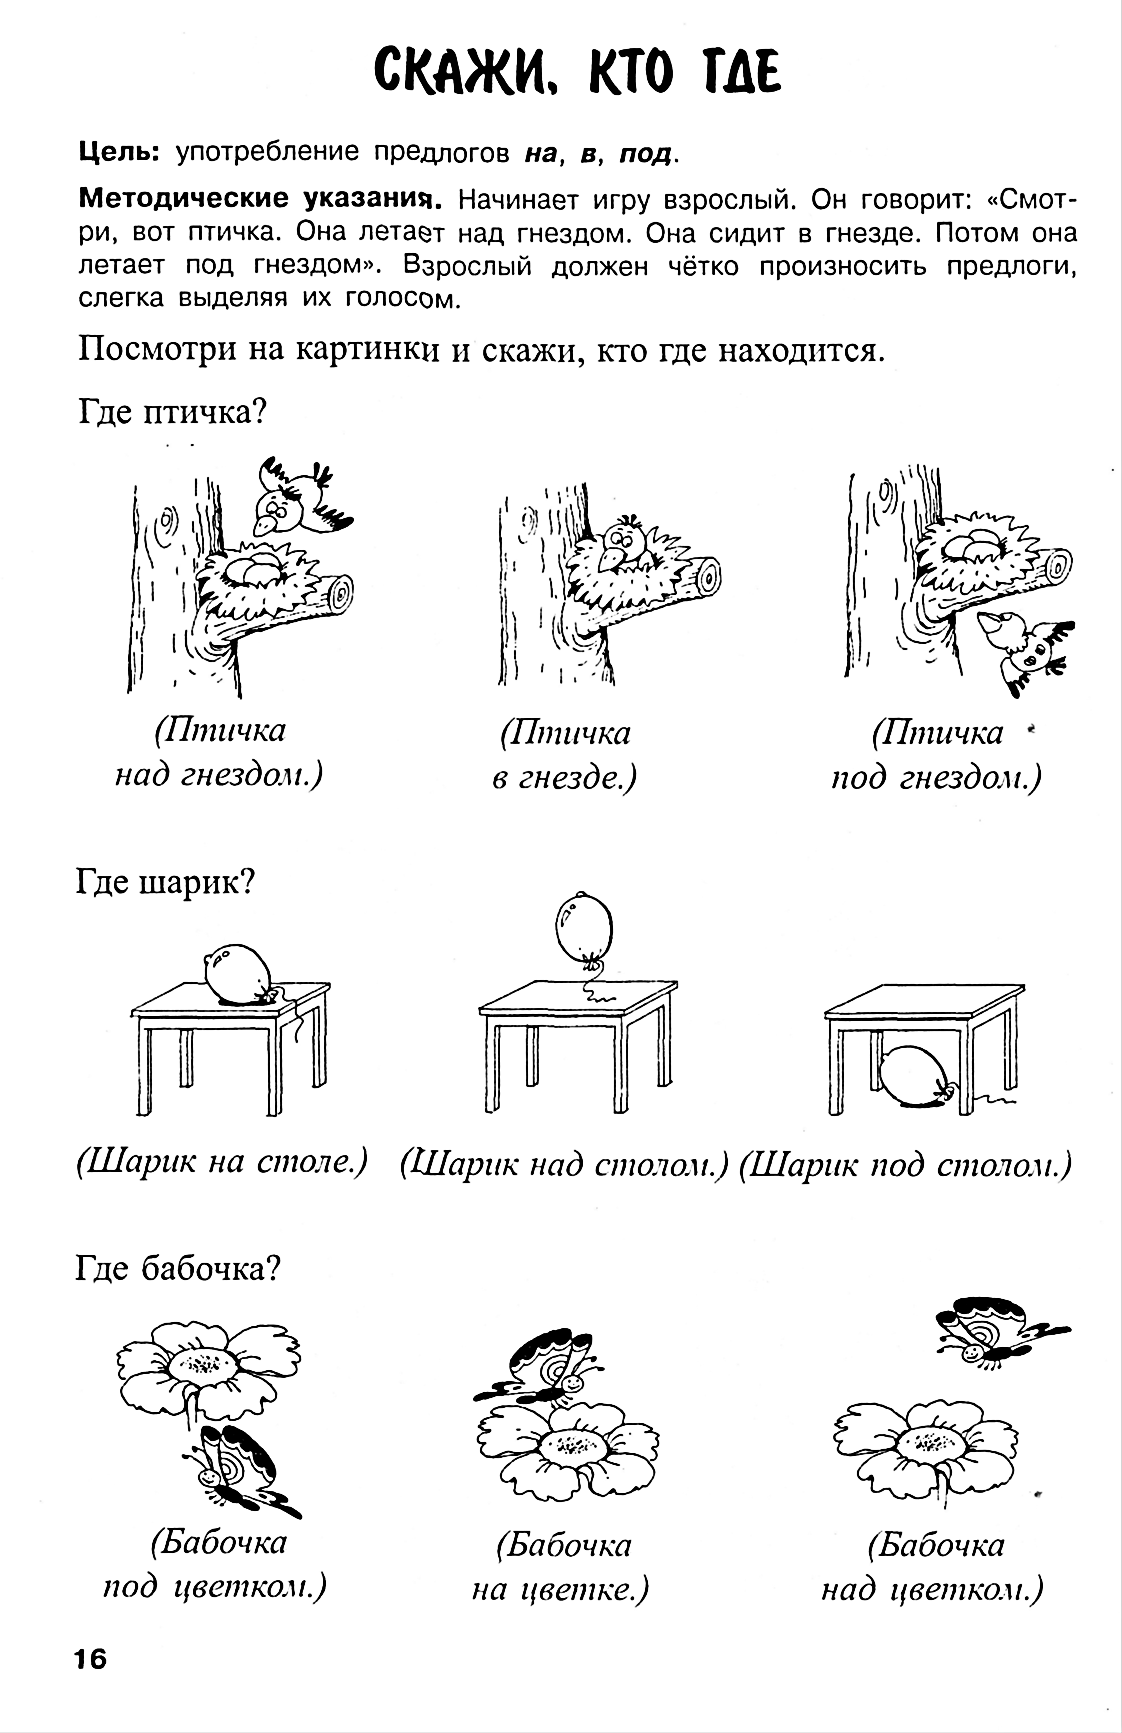 СКАЖИ, КТО ГДЕ
Цель: употребление предлогов на, в, под.
Методические указания. Начинает игру взрослый. Он говорит: «Смот-
ри, вот птичка. Она летает над гнездом. Она сидит в гнезде. Потом она
летает под гнездом». Взрослый должен чётко произносить предлоги,
слегка выделяя их голосом.
Посмотри на картинки и скажи, кто где находится.
Где птичка?
(Птичка
над гнездом.)
(Птичка
в гнезде.)
(Птичка
под гнездом.)
Где шарик?
(Шарик на столе.)
(Шарик над столом.)
(Шарик под столом.)
Где бабочка?
(Бабочка
под цветком.)
(Бабочка
на цветке.)
(Бабочка
над цветком.)
16